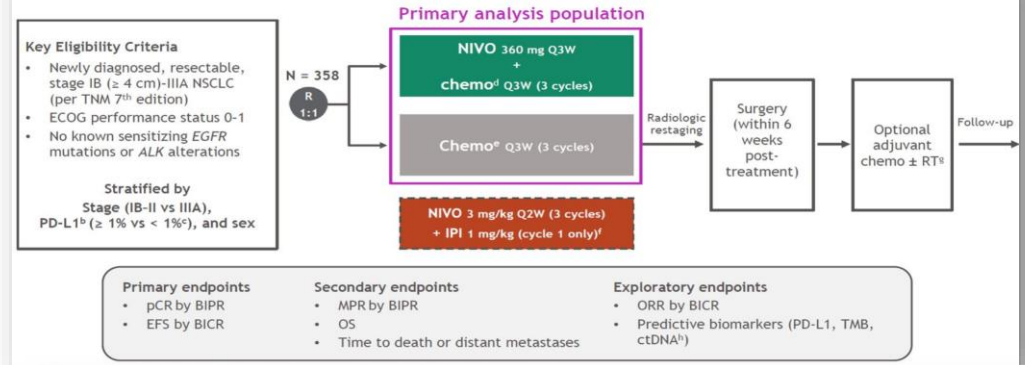 Primary analysis population
Key Eligibility Criteria
• Newly diagnosed, resectable,
stage IB (≥ 4 cm)-IIIA NSCLC
(per TNM 7th edition)
• ECOG performance status 0-1
• No known sensitizing EGFR
mutations or ALK alterations
Stratified by
Stage (IB-II vs IIIA),
PD-L1ᵇ (≥ 1% vs < 1%ᶜ), and sex
N = 358
R
1:1
NIVO 360 mg Q3W
+
chemoᵈ Q3W (3 cycles)
Chemoᵉ Q3W (3 cycles)
NIVO 3 mg/kg Q2W (3 cycles)
+ IPI 1 mg/kg (cycle 1 only)ᶠ
Radiologic
restaging
Surgery
(within 6
weeks
post-
treatment)
Optional
adjuvant
chemo ± RTᵍ
Follow-up
Primary endpoints
• pCR by BIPR
• EFS by BICR
Secondary endpoints
• MPR by BIPR
• OS
• Time to death or distant metastases
Exploratory endpoints
• ORR by BICR
• Predictive biomarkers (PD-L1, TMB,
ctDNAʰ)